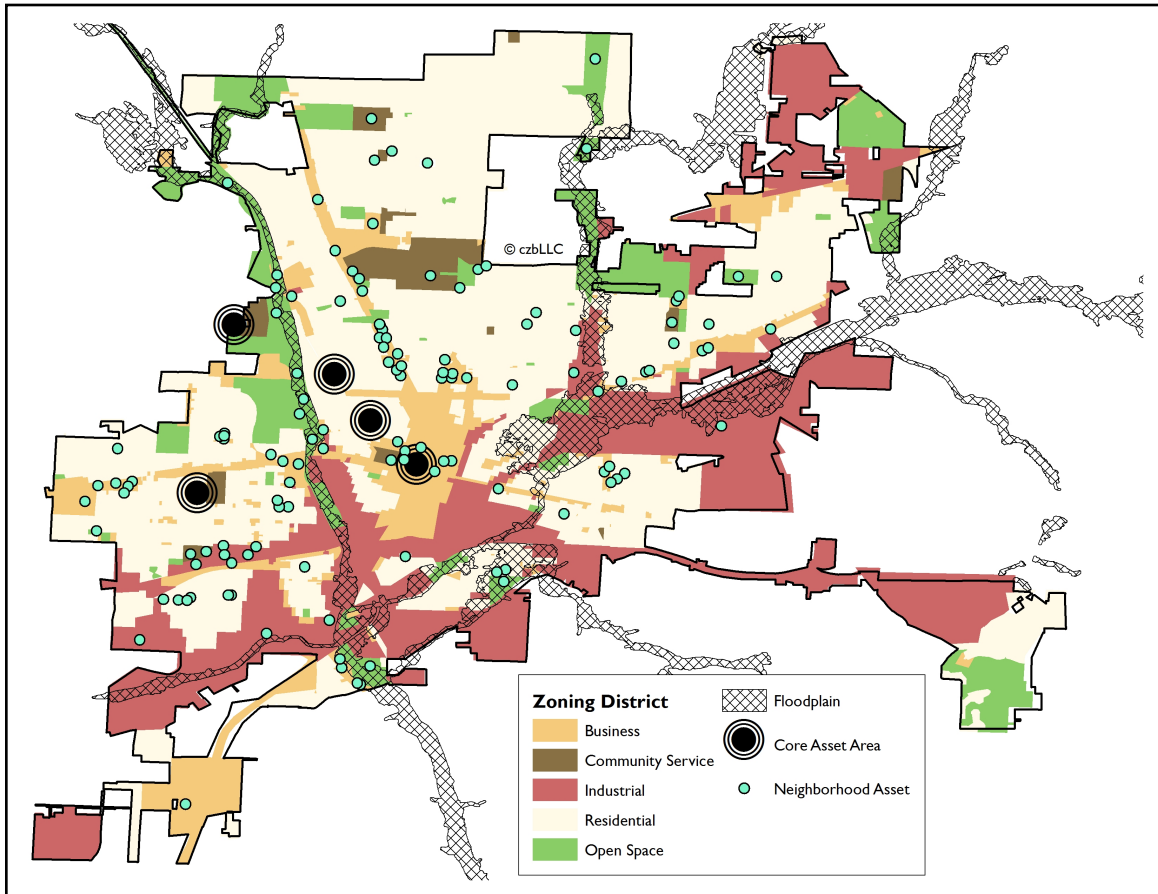 © czbLLC
Zoning District
Business
Community Service
Industrial
Residential
Open Space
Floodplain
Core Asset Area
Neighborhood Asset